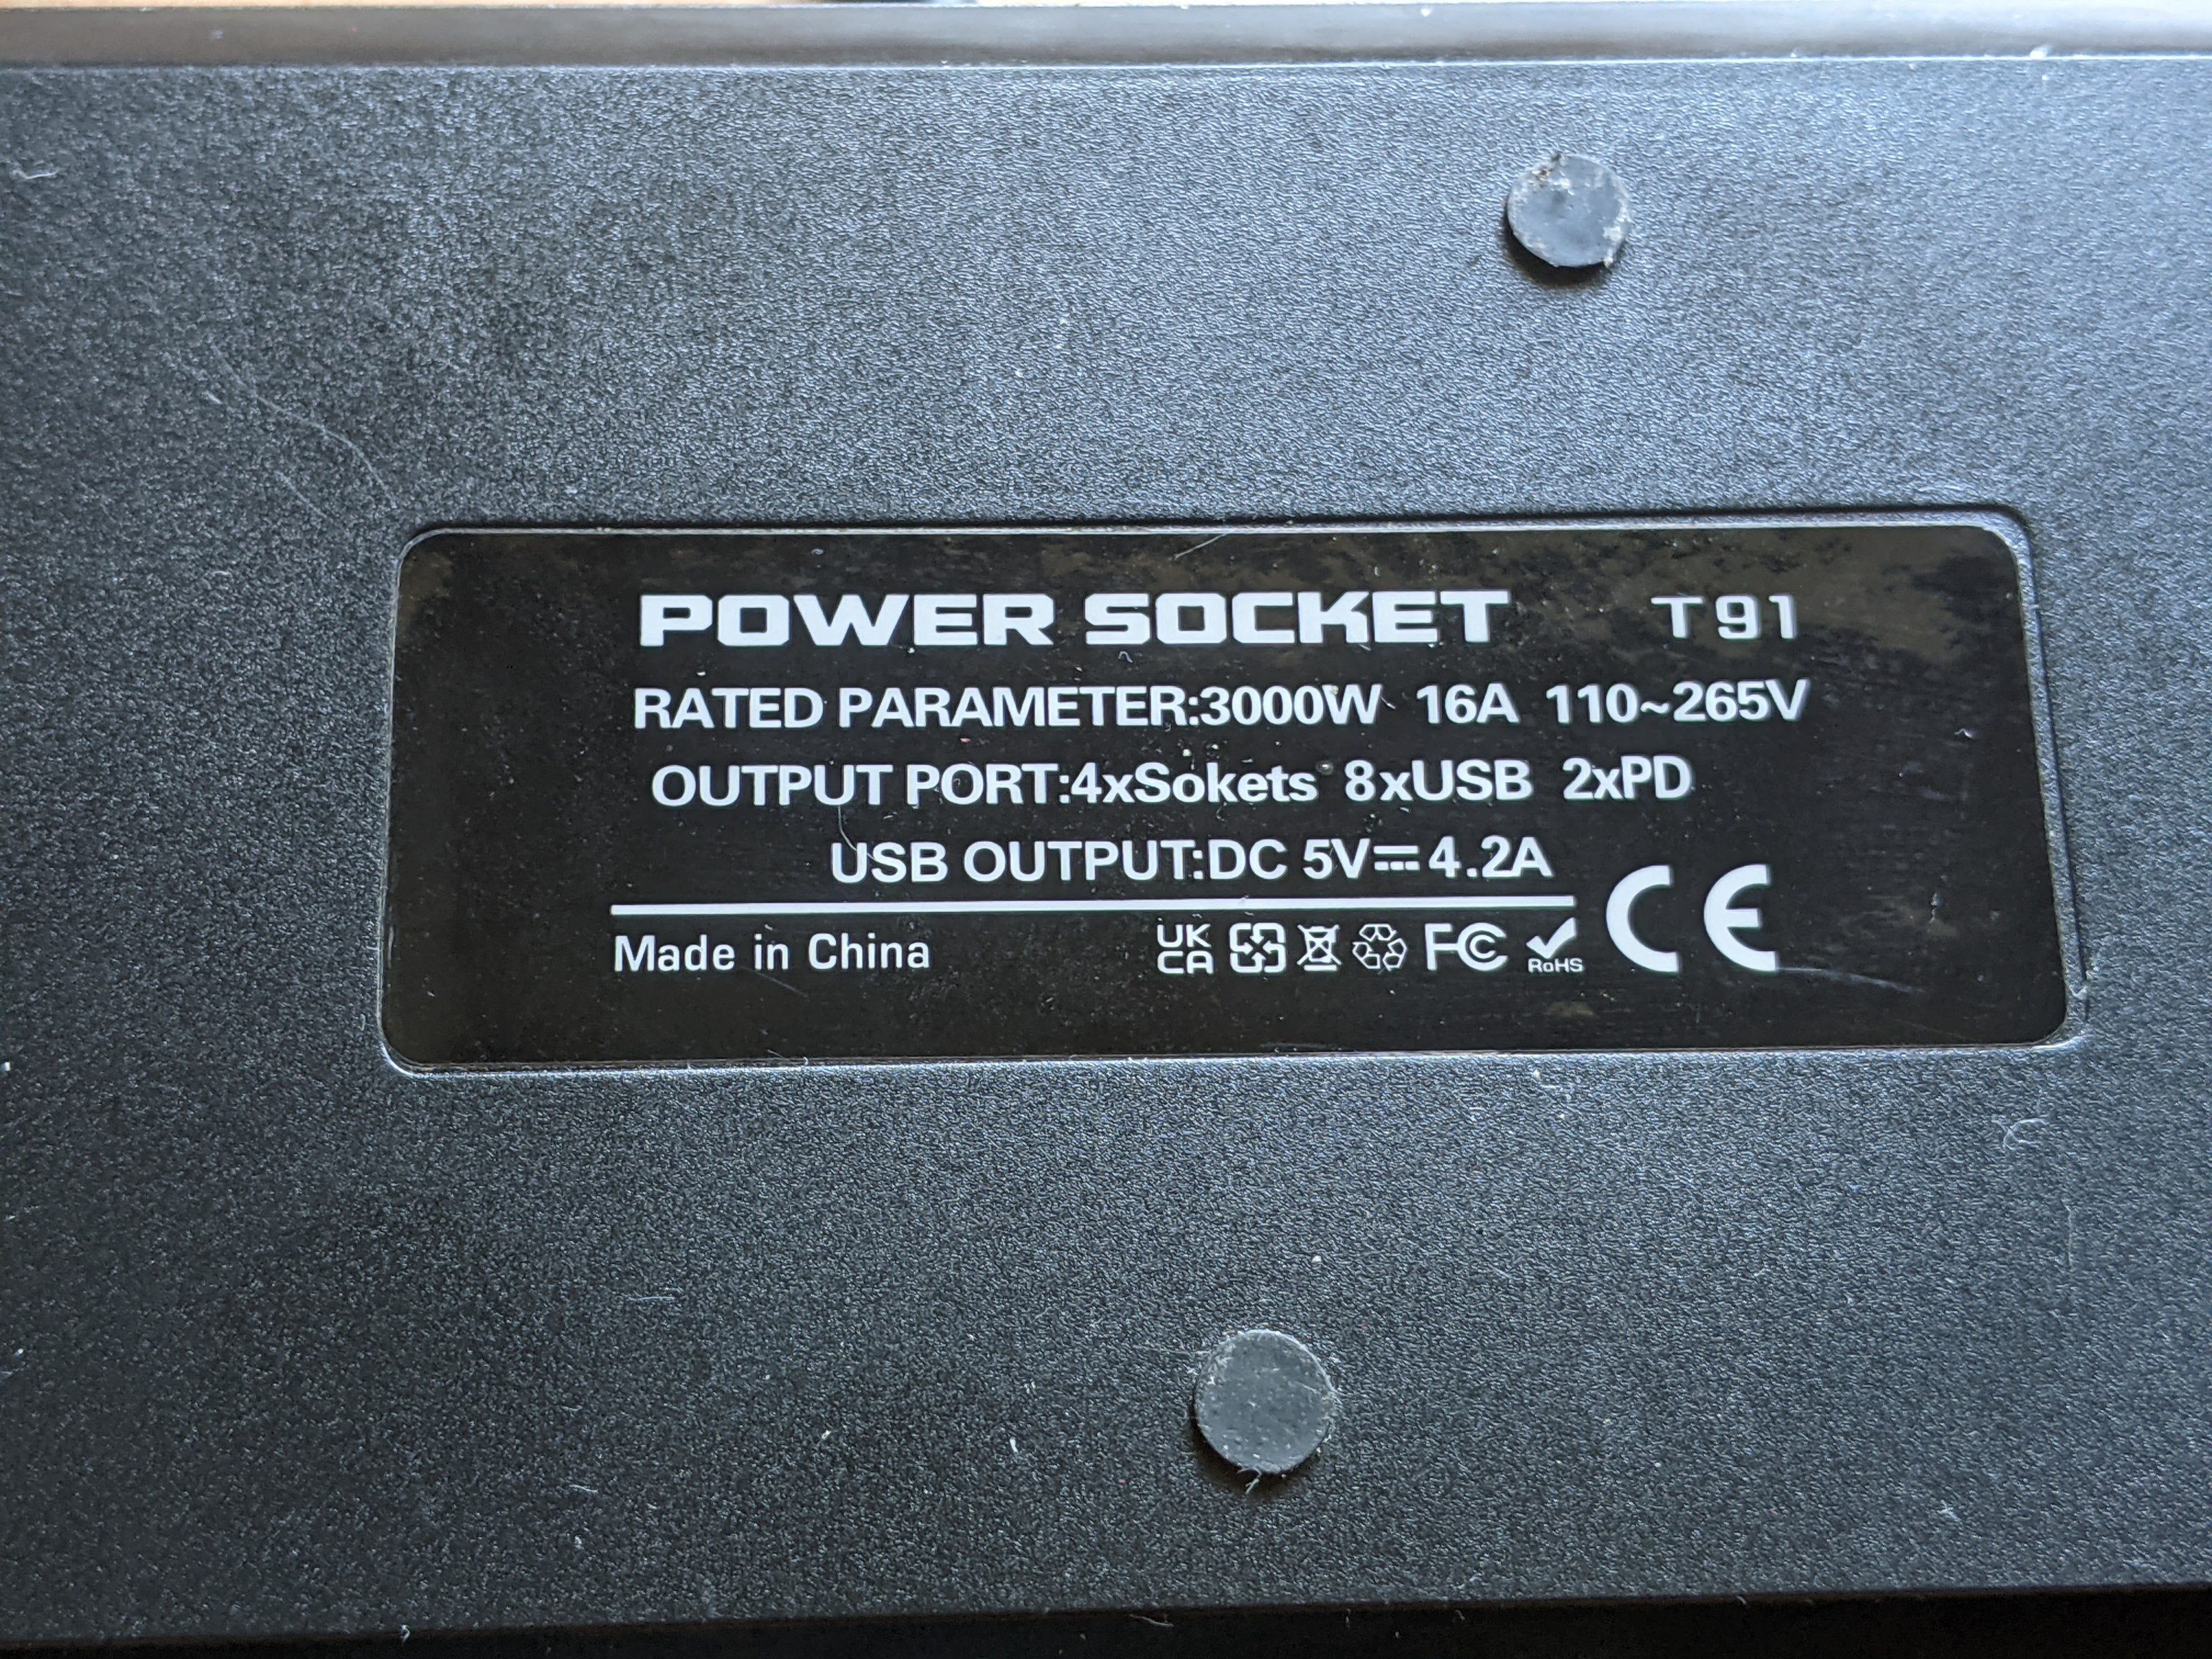 POWER SOCKET T91
RATED PARAMETER:3000W 16A 110~265V
OUTPUT PORT:4xSokets 8xUSB 2xPD
USB OUTPUT:DC 5V⎓4.2A
Made in China UK CA FC RoHS CE